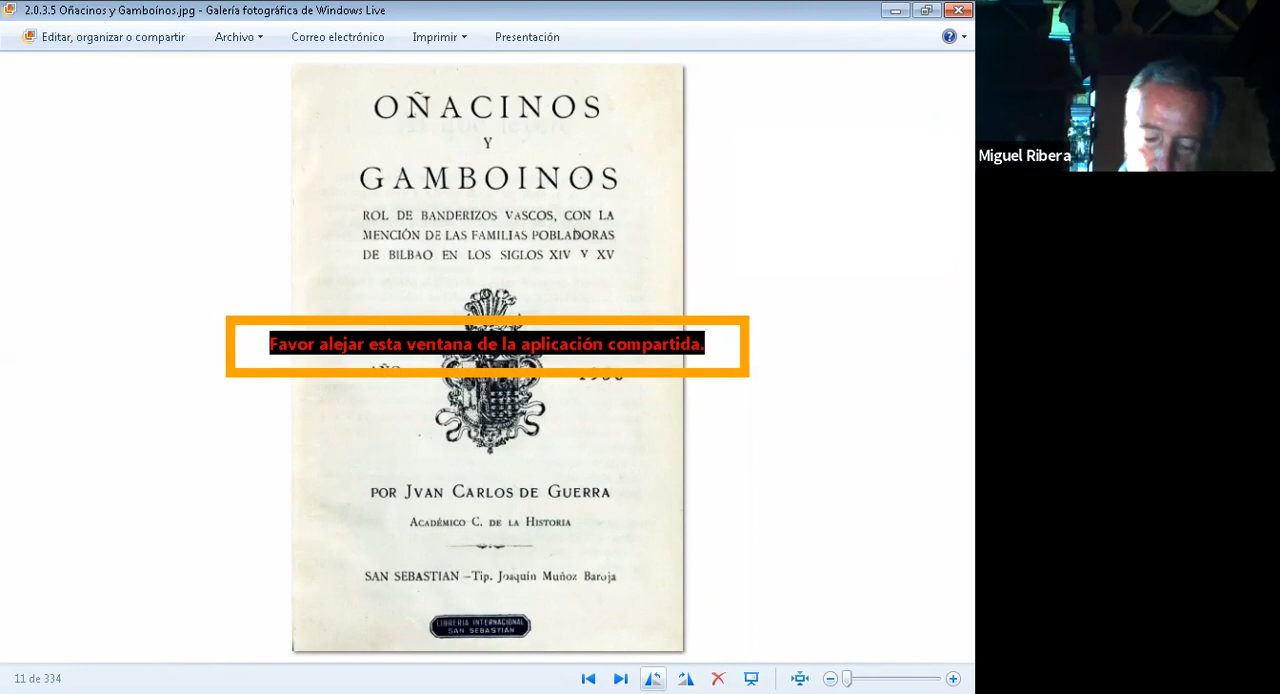 2.0.3.5 Oñacinos y Gamboínos.jpg - Galería fotográfica de Windows Live
Editar, organizar o compartir Archivo Correo electrónico Imprimir Presentación
OÑACINOS
Y
GAMBOINOS
ROL DE BANDERIZOS VASCOS, CON LA
MENCIÓN DE LAS FAMILIAS POBLADORAS
DE BILBAO EN LOS SIGLOS XIV Y XV
Favor alejar esta ventana de la aplicación compartida.
AÑO
POR JVAN CARLOS DE GUERRA
ACADÉMICO C. DE LA HISTORIA
SAN SEBASTIAN —Tip. Joaquín Muñoz Baroja
LIBRERIA INTERNACIONAL
SAN SEBASTIÁN
11 de 334
Miguel Ribera